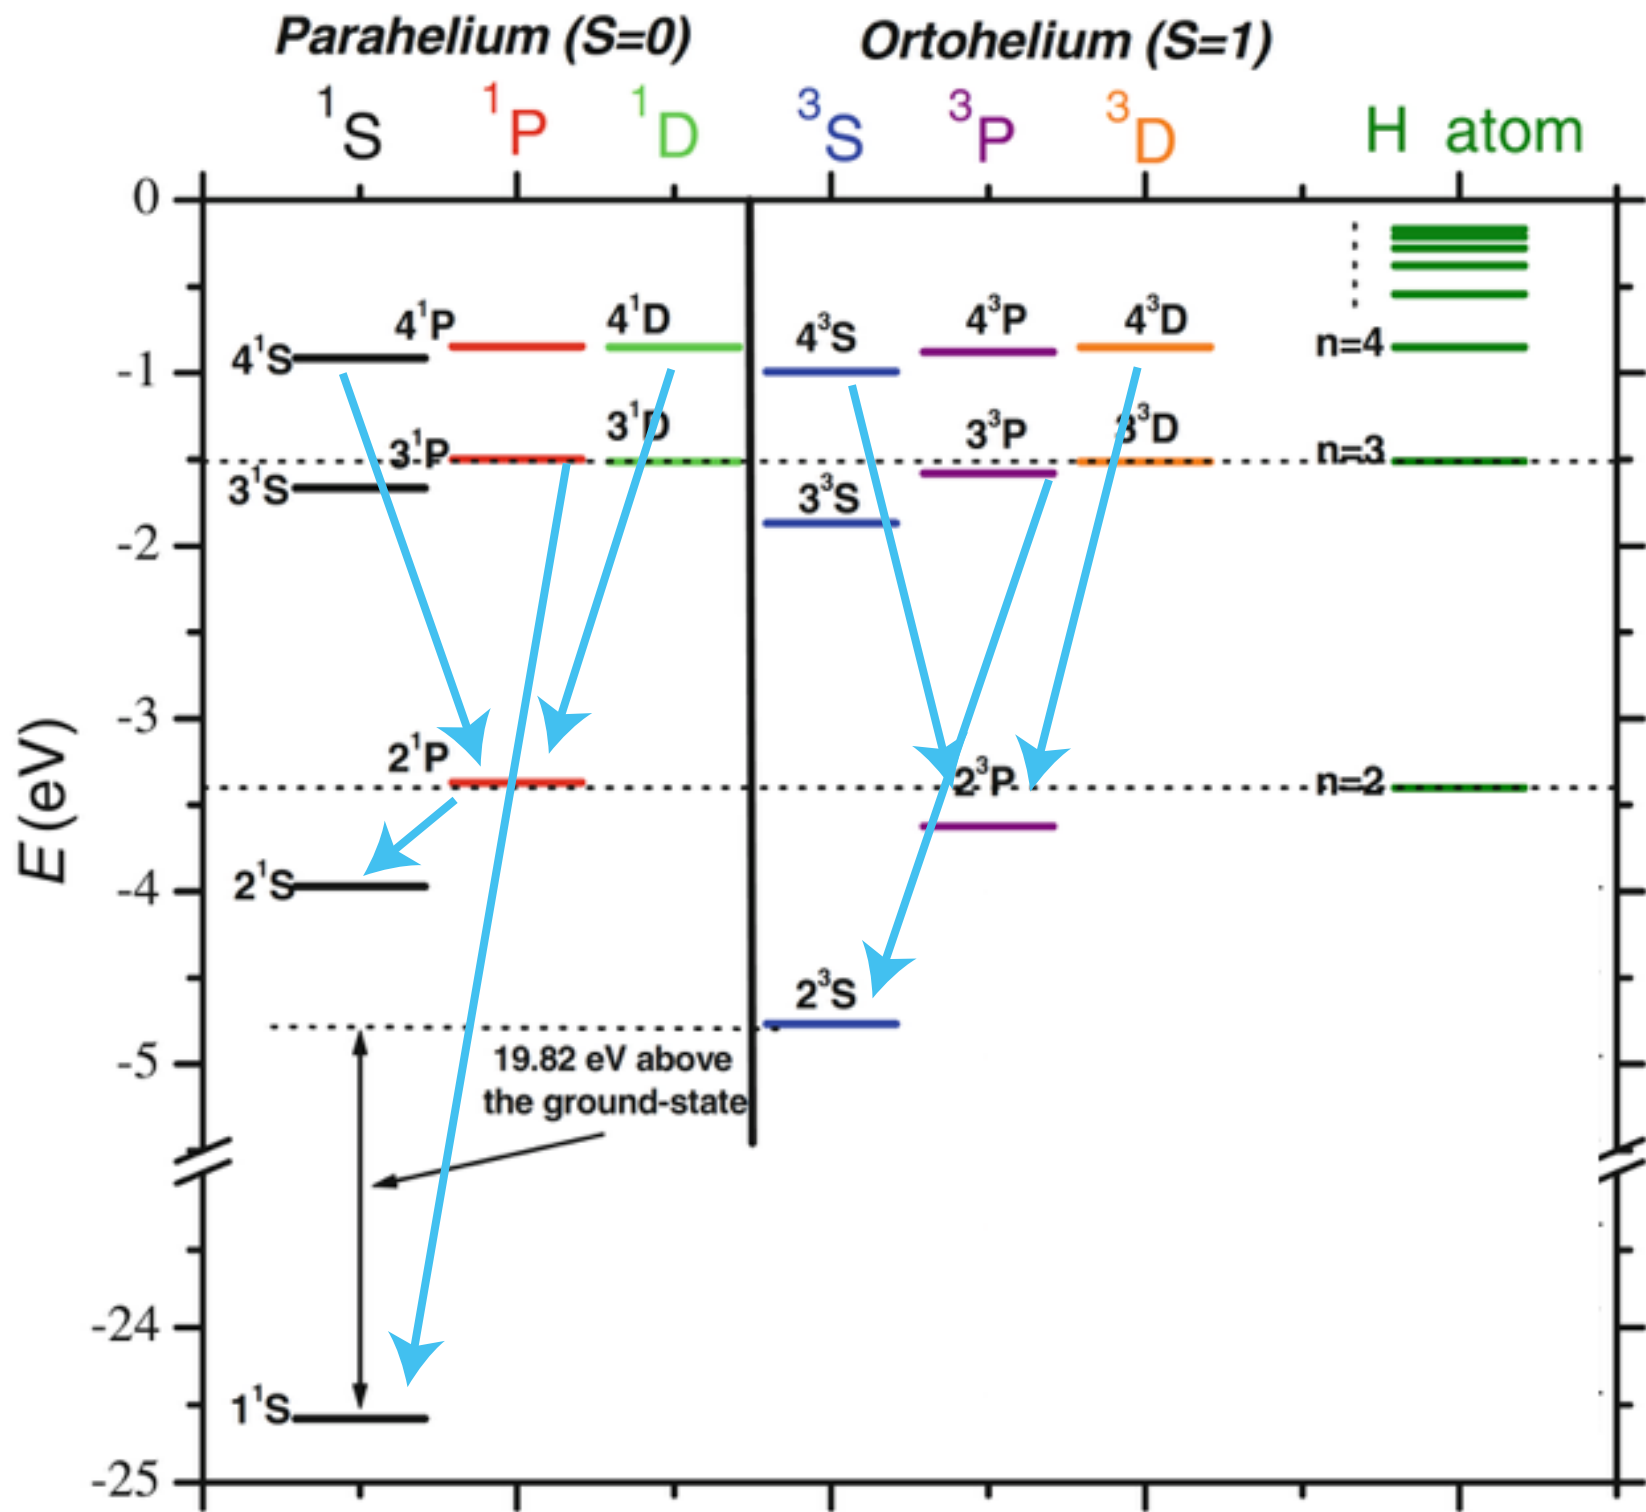 Parahelium (S=0) Ortohelium (S=1)
¹S ¹P ¹D ³S ³P ³D H atom
0
4¹P 4¹D 4³S 4³P 4³D
4¹S n=4
-1
3¹P 3¹D 3³P 3³D n=3
3¹S 3³S
-2
-3
2¹P 2³P n=2
2¹S
-4
2³S
19.82 eV above
the ground-state
-5
-24
1¹S
-25
E (eV)